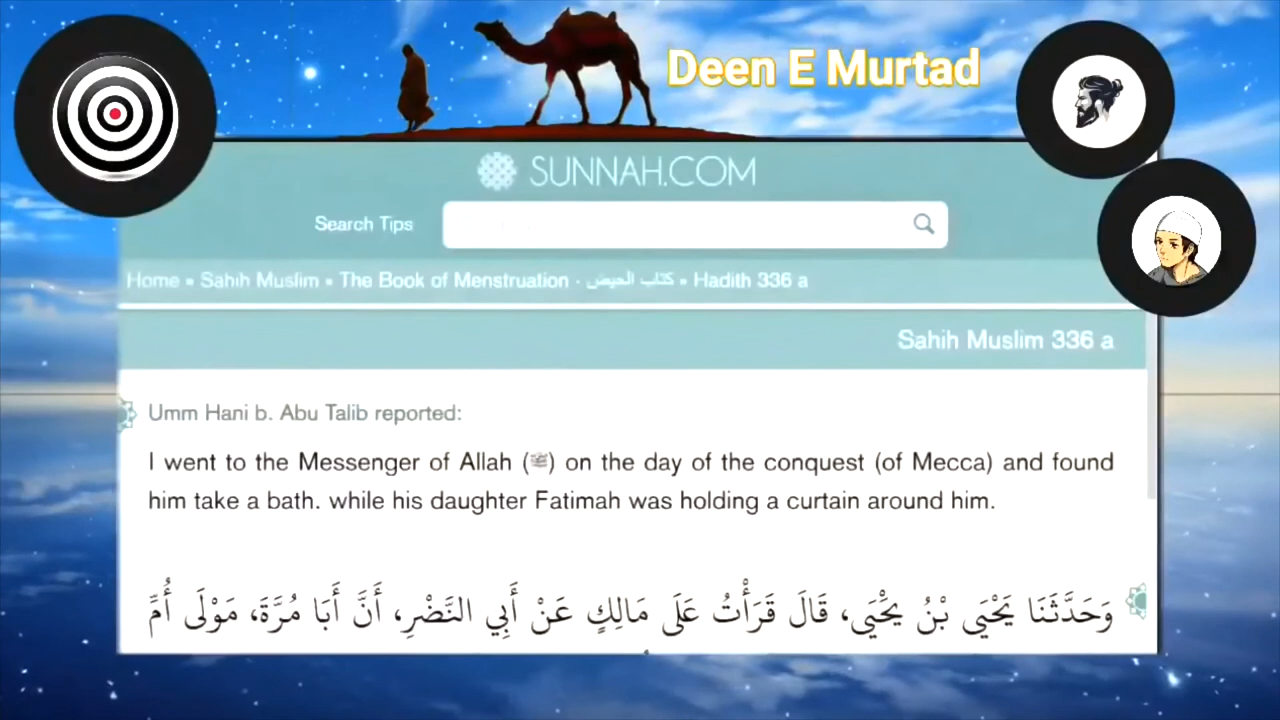 Deen E Murtad
SUNNAH.COM
Search Tips
Home » Sahih Muslim » The Book of Menstruation - كتاب الحيض » Hadith 336 a
Sahih Muslim 336 a
Umm Hani b. Abu Talib reported:
I went to the Messenger of Allah (ﷺ) on the day of the conquest (of Mecca) and found
him take a bath. while his daughter Fatimah was holding a curtain around him.
وَحَدَّثَنَا يَحْيَى بْنُ يَحْيَى، قَالَ قَرَأْتُ عَلَى مَالِكٍ عَنْ أَبِي النَّضْرِ، أَنَّ أَبَا مُرَّةَ، مَوْلَى أُمِّ